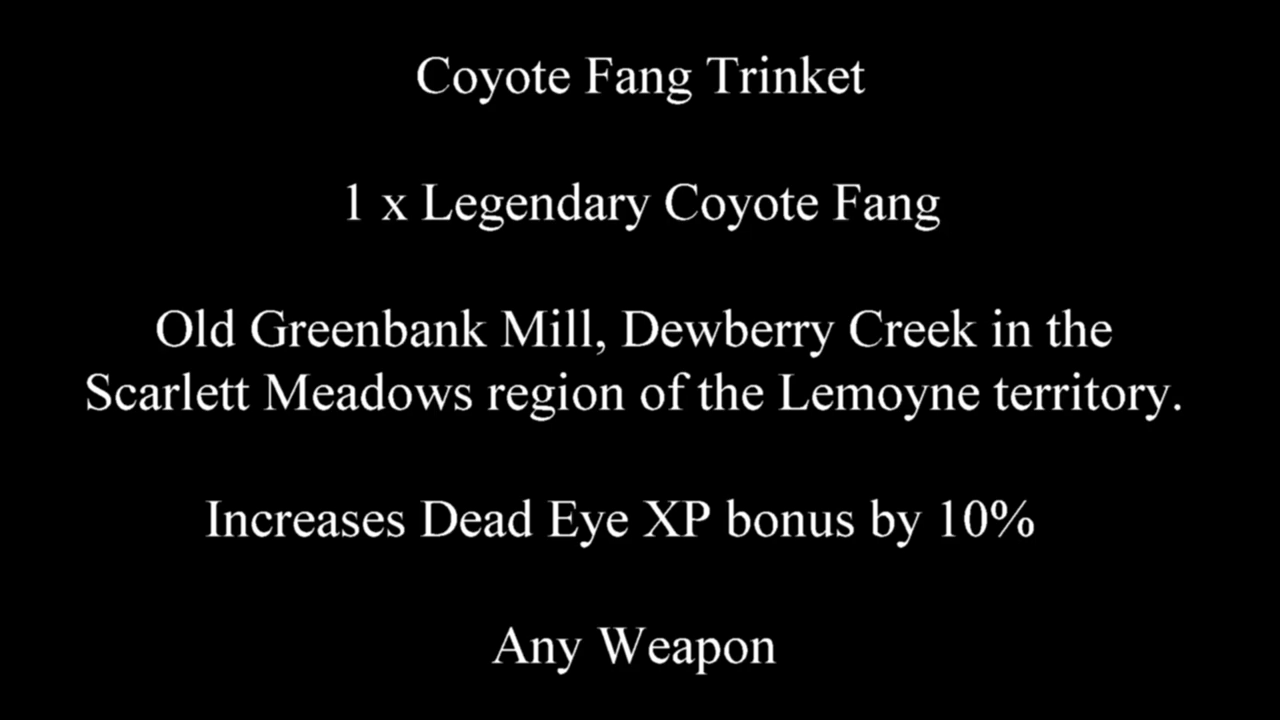 Coyote Fang Trinket
1 x Legendary Coyote Fang
Old Greenbank Mill, Dewberry Creek in the
Scarlett Meadows region of the Lemoyne territory.
Increases Dead Eye XP bonus by 10%
Any Weapon